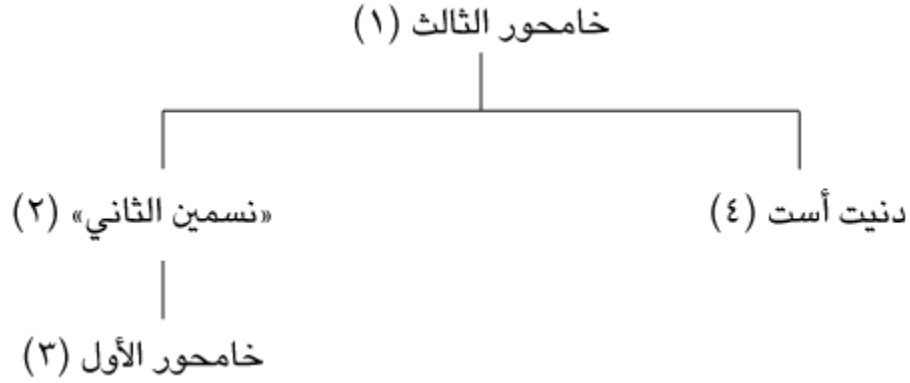 خامحور الثالث (١)
دنيت أست (٤)
«نسمين الثاني» (٢)
خامحور الأول (٣)